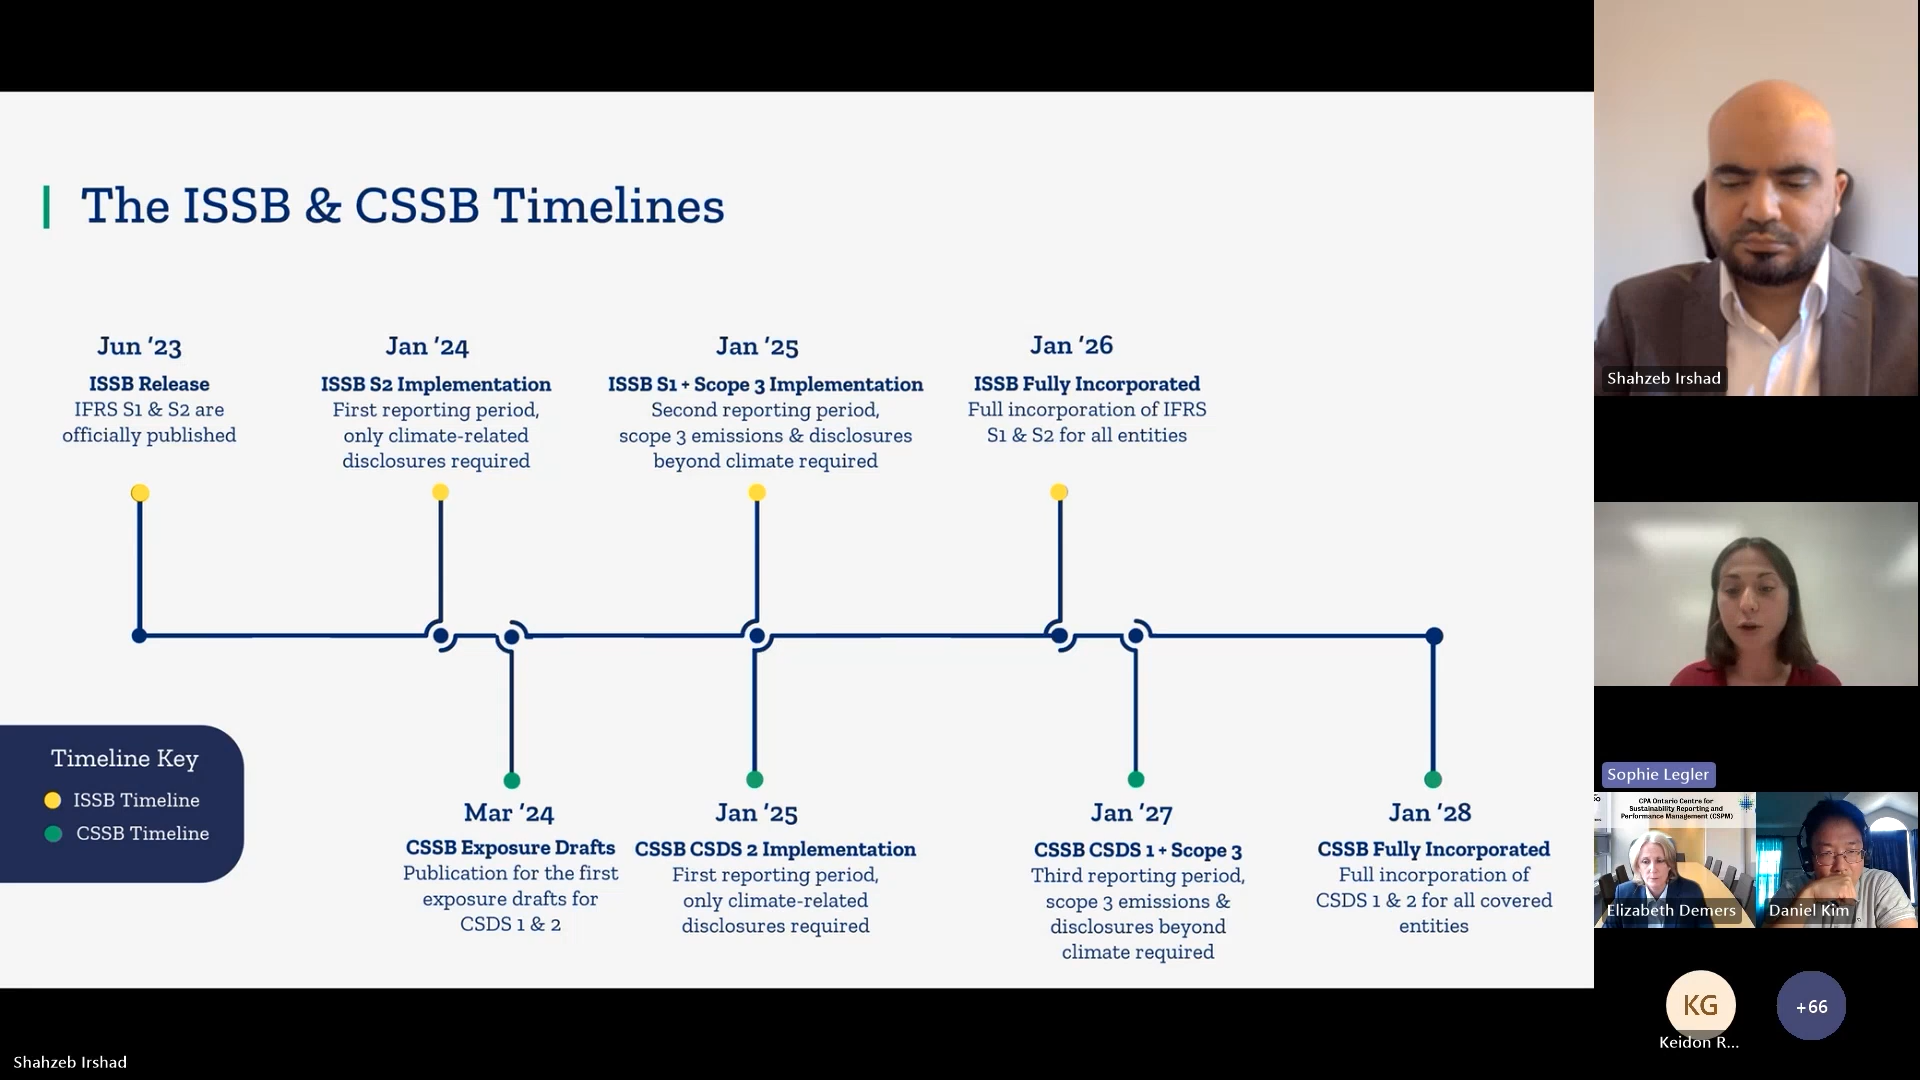 The ISSB & CSSB Timelines
Jun '23
ISSB Release
IFRS S1 & S2 are
officially published
Jan '24
ISSB S2 Implementation
First reporting period,
only climate-related
disclosures required
Jan '25
ISSB S1 + Scope 3 Implementation
Second reporting period,
scope 3 emissions & disclosures
beyond climate required
Jan '26
ISSB Fully Incorporated
Full incorporation of IFRS
S1 & S2 for all entities
Mar '24
CSSB Exposure Drafts
Publication for the first
exposure drafts for
CSDS 1 & 2
Jan '25
CSSB CSDS 2 Implementation
First reporting period,
only climate-related
disclosures required
Jan '27
CSSB CSDS 1 + Scope 3
Third reporting period,
scope 3 emissions &
disclosures beyond
climate required
Jan '28
CSSB Fully Incorporated
Full incorporation of
CSDS 1 & 2 for all covered
entities
Timeline Key
ISSB Timeline
CSSB Timeline
Shahzeb Irshad
Shahzeb Irshad
Sophie Legler
CPA Ontario Centre for
Sustainability Reporting and
Performance Management (CSPM)
Elizabeth Demers
Daniel Kim
KG
+66
Keidon R...